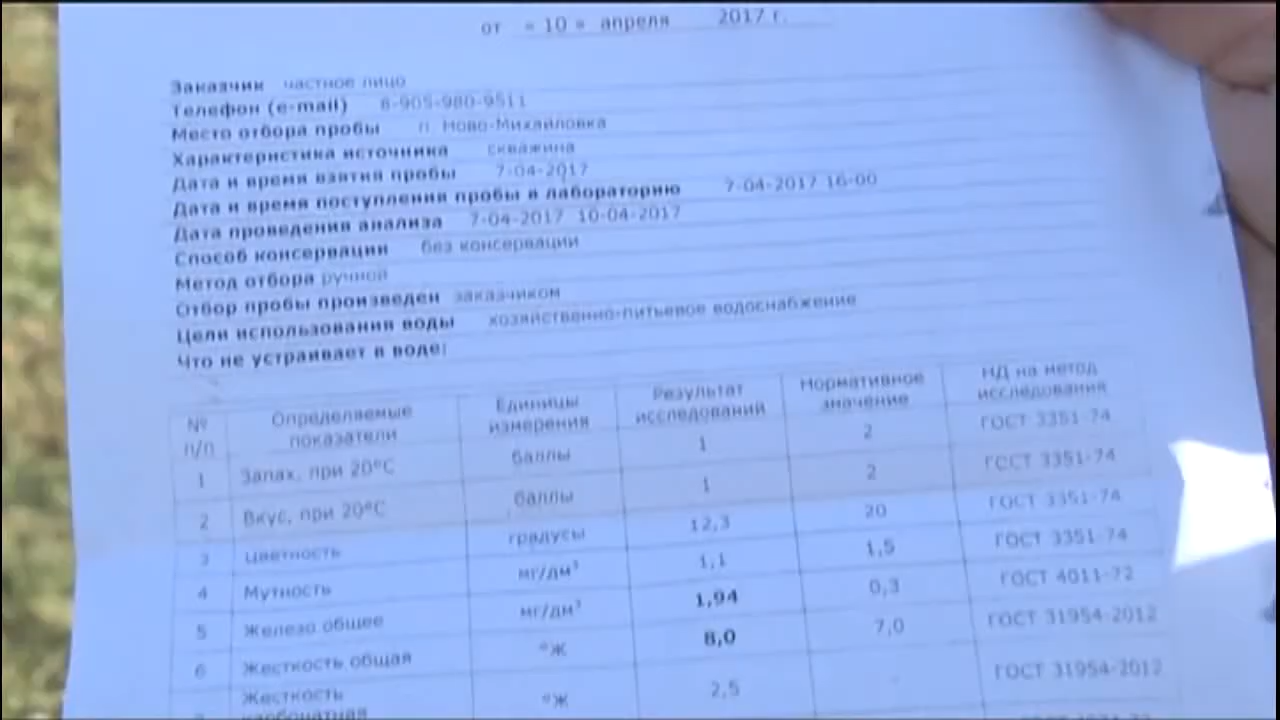 от « 10 » апреля 2017 г.
Заказчик частное лицо
Телефон (e-mail) 8-905-980-9511
Место отбора пробы п. Ново-Михайловка
Характеристика источника скважина
Дата и время взятия пробы 7-04-2017
Дата и время поступления пробы в лабораторию 7-04-2017 16-00
Дата проведения анализа 7-04-2017 10-04-2017
Способ консервации без консервации
Метод отбора ручной
Отбор пробы произведен заказчиком
Цели использования воды хозяйственно-питьевое водоснабжение
Что не устраивает в воде:
№ п/п Определяемые показатели Единицы измерения Результат исследований Нормативное значение НД на метод исследования
1 Запах, при 20°С баллы 1 2 ГОСТ 3351-74
2 Вкус, при 20°С баллы 1 2 ГОСТ 3351-74
3 Цветность градусы 12,3 20 ГОСТ 3351-74
4 Мутность мг/дм³ 1,1 1,5 ГОСТ 3351-74
5 Железо общее мг/дм³ 1,94 0,3 ГОСТ 4011-72
6 Жесткость общая °Ж 8,0 7,0 ГОСТ 31954-2012
Жесткость карбонатная °Ж 2,5 ГОСТ 31954-2012